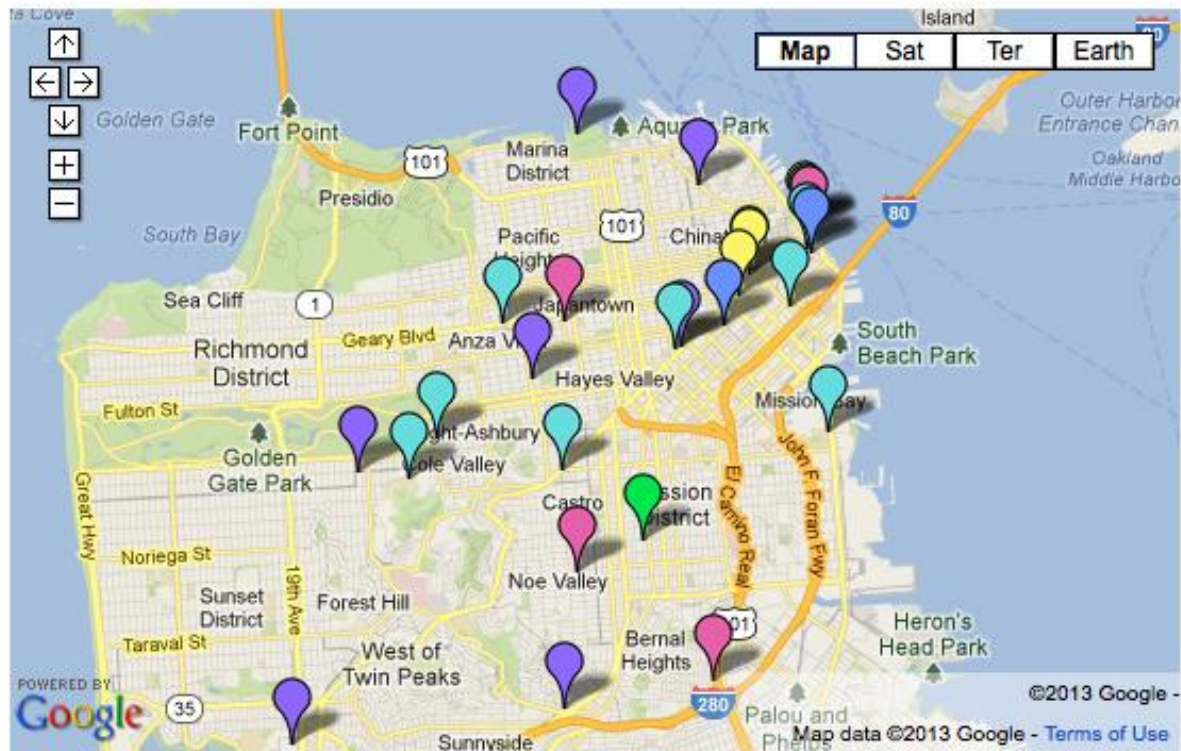 Cove
Island
80
Map Sat Ter Earth
Golden Gate
Fort Point
Aquatic Park
Outer Harbor
Entrance Chan
Marina
District
101
Oakland
Middle Harbo
Presidio
80
South Bay
Pacific
Heights
101
Sea Cliff
1
Japantown
Geary Blvd
Anza V
Richmond
District
South
Beach Park
Hayes Valley
Fulton St
Mission Bay
ght-Ashbury
Cole Valley
Golden
Gate Park
Great Hwy
El Camino Real
John F. Foran Fwy
Castro
ission
istrict
Noriega St
19th Ave
Noe Valley
Sunset
District
Forest Hill
Heron's
Head Park
Taraval St
West of
Twin Peaks
Bernal
Heights
101
POWERED BY
Google
35
280
©2013 Google -
Palou and
Phelps
Map data ©2013 Google - Terms of Use
Sunnyside